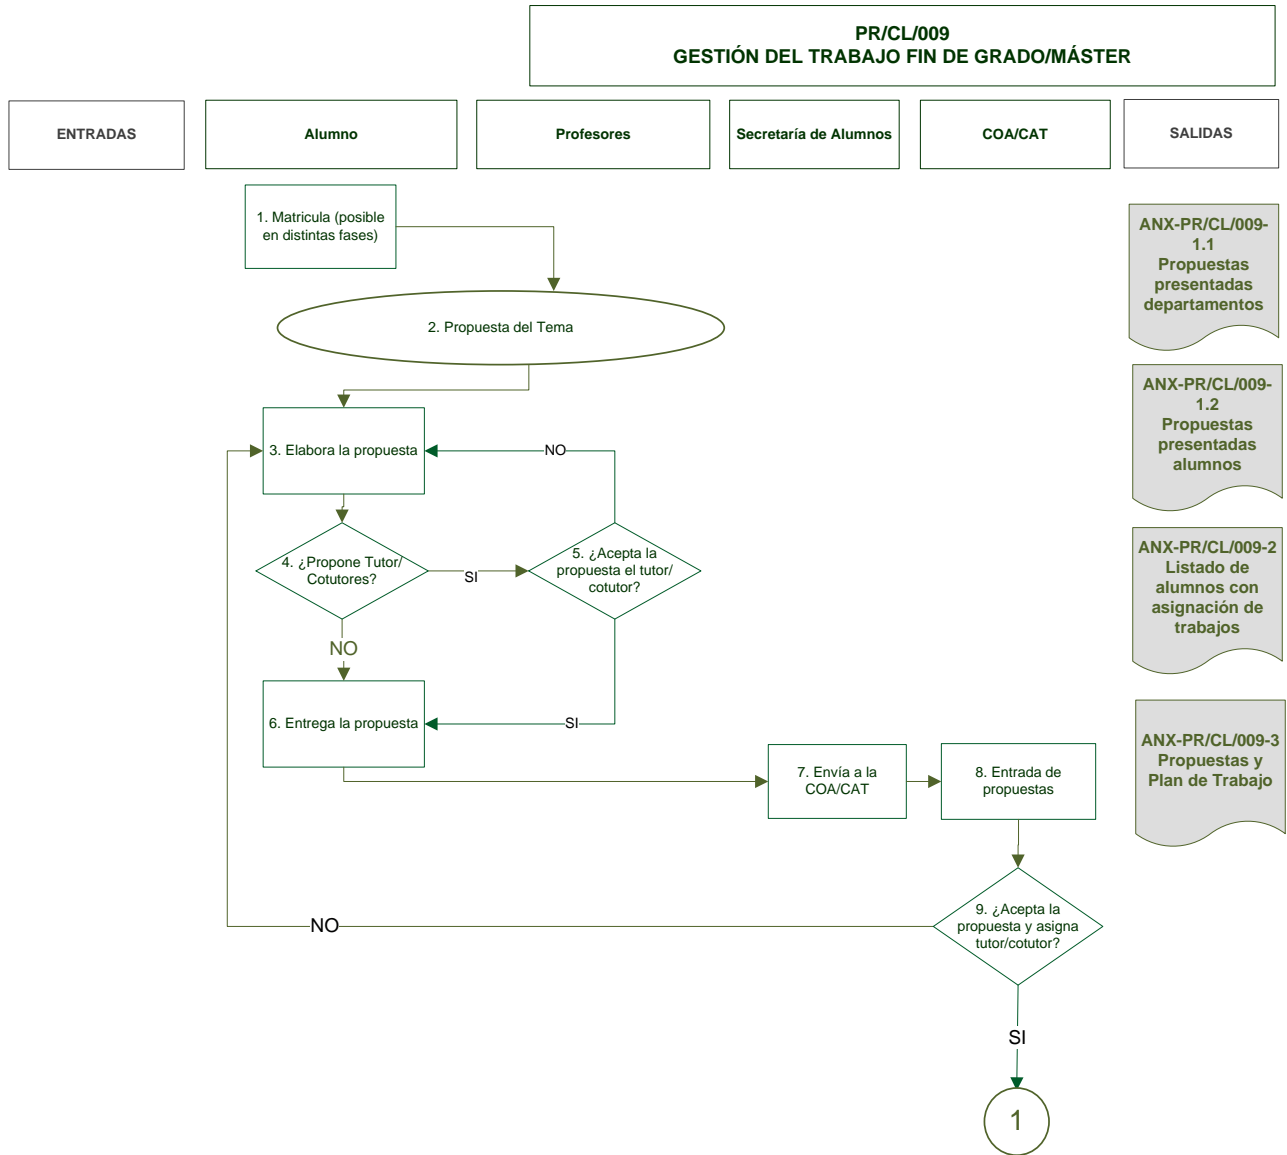 PR/CL/009
GESTIÓN DEL TRABAJO FIN DE GRADO/MÁSTER
ENTRADAS
Alumno
Profesores
Secretaría de Alumnos
COA/CAT
SALIDAS
1. Matricula (posible
en distintas fases)
ANX-PR/CL/009-
1.1
Propuestas
presentadas
departamentos
2. Propuesta del Tema
ANX-PR/CL/009-
1.2
Propuestas
presentadas
alumnos
3. Elabora la propuesta
NO
4. ¿Propone Tutor/
Cotutores?
SI
5. ¿Acepta la
propuesta el tutor/
cotutor?
ANX-PR/CL/009-2
Listado de
alumnos con
asignación de
trabajos
NO
6. Entrega la propuesta
SI
7. Envía a la
COA/CAT
8. Entrada de
propuestas
ANX-PR/CL/009-3
Propuestas y
Plan de Trabajo
9. ¿Acepta la
propuesta y asigna
tutor/cotutor?
NO
SI
1